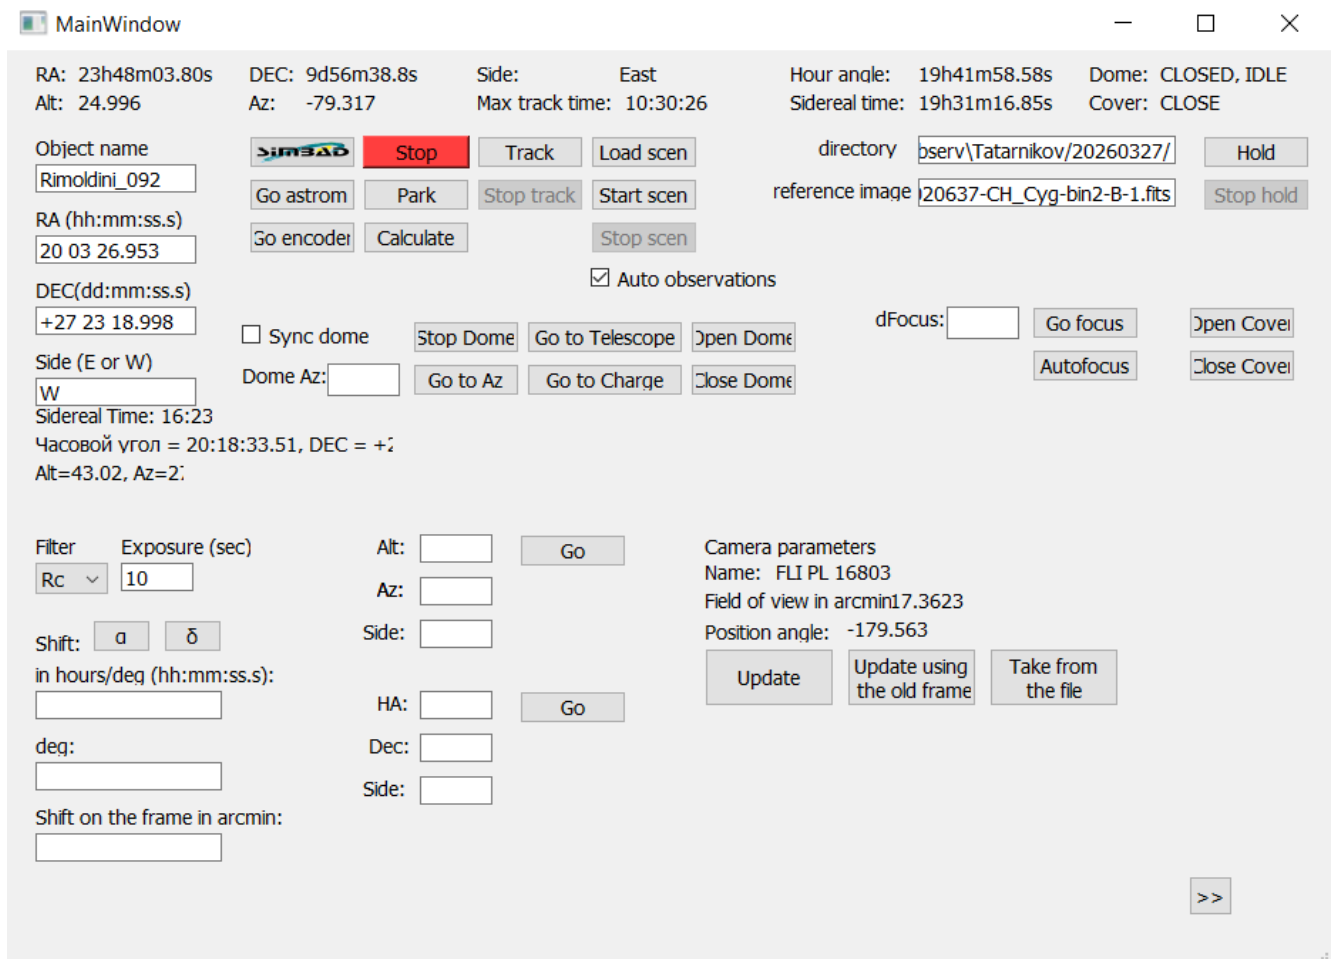 MainWindow
RA: 23h48m03.80s DEC: 9d56m38.8s Side: East Hour angle: 19h41m58.58s Dome: CLOSED, IDLE
Alt: 24.996 Az: -79.317 Max track time: 10:30:26 Sidereal time: 19h31m16.85s Cover: CLOSE
Object name SIMBAD Stop Track Load scen directory bserv\Tatarnikov/20260327/ Hold
Rimoldini_092
Go astrom Park Stop track Start scen reference image 020637-CH_Cyg-bin2-B-1.fits Stop hold
RA (hh:mm:ss.s)
20 03 26.953 Go encoder Calculate Stop scen
Auto observations
DEC(dd:mm:ss.s)
+27 23 18.998 Sync dome Stop Dome Go to Telescope Open Dome dFocus: Go focus Open Cover
Side (E or W)
Dome Az: Go to Az Go to Charge Close Dome Autofocus Close Cover
W
Sidereal Time: 16:23
Часовой угол = 20:18:33.51, DEC = +2
Alt=43.02, Az=27
Filter Exposure (sec) Alt: Go Camera parameters
Rc 10 Name: FLI PL 16803
Az: Field of view in arcmin17.3623
Shift: α δ Side: Position angle: -179.563
in hours/deg (hh:mm:ss.s): Update Update using the old frame Take from the file
HA: Go
deg: Dec:
Side:
Shift on the frame in arcmin:
>>